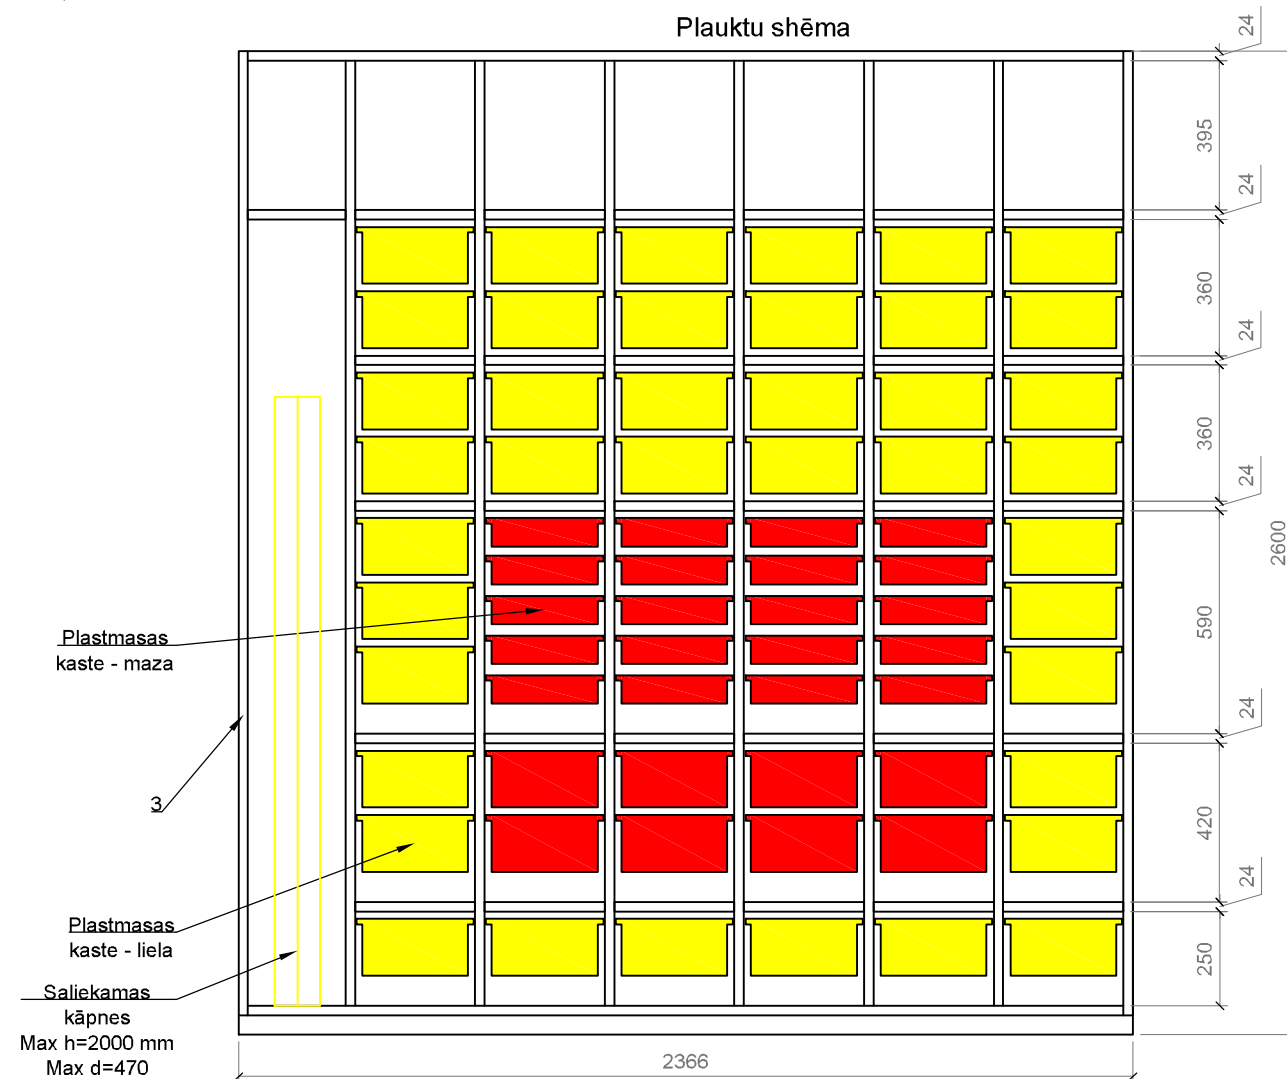 Plauktu shēma
24
395
24
360
24
360
24
2600
590
24
420
24
250
Plastmasas
kaste - maza
3
Plastmasas
kaste - liela
Saliekamas
kāpnes
Max h=2000 mm
Max d=470
2366